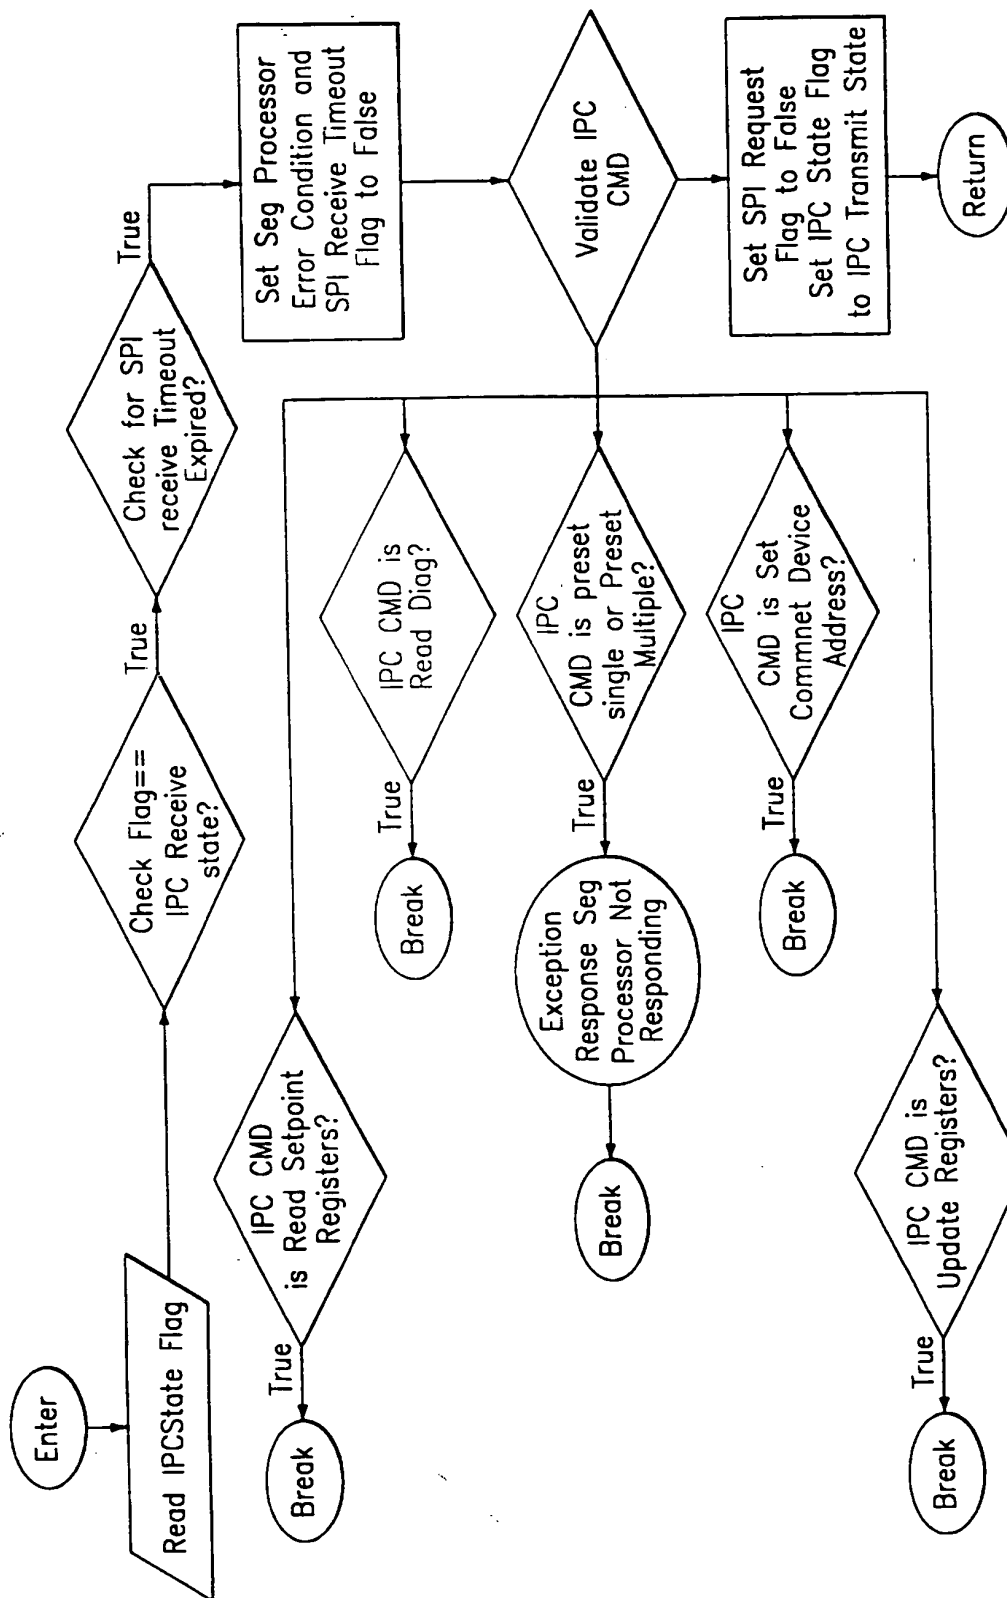 Enter
Read IPCState Flag
Check Flag==
IPC Receive
state?
True
Check for SPI
receive Timeout
Expired?
True
Set Seg Processor
Error Condition and
SPI Receive Timeout
Flag to False
Validate IPC
CMD
Set SPI Request
Flag to False
Set IPC State Flag
to IPC Transmit State
Return
IPC CMD
is Read Setpoint
Registers?
True
Break
IPC CMD is
Read Diag?
True
Break
IPC
CMD is preset
single or Preset
Multiple?
True
Exception
Response Seg
Processor Not
Responding
Break
IPC
CMD is Set
Commnet Device
Address?
True
Break
IPC CMD is
Update Registers?
True
Break